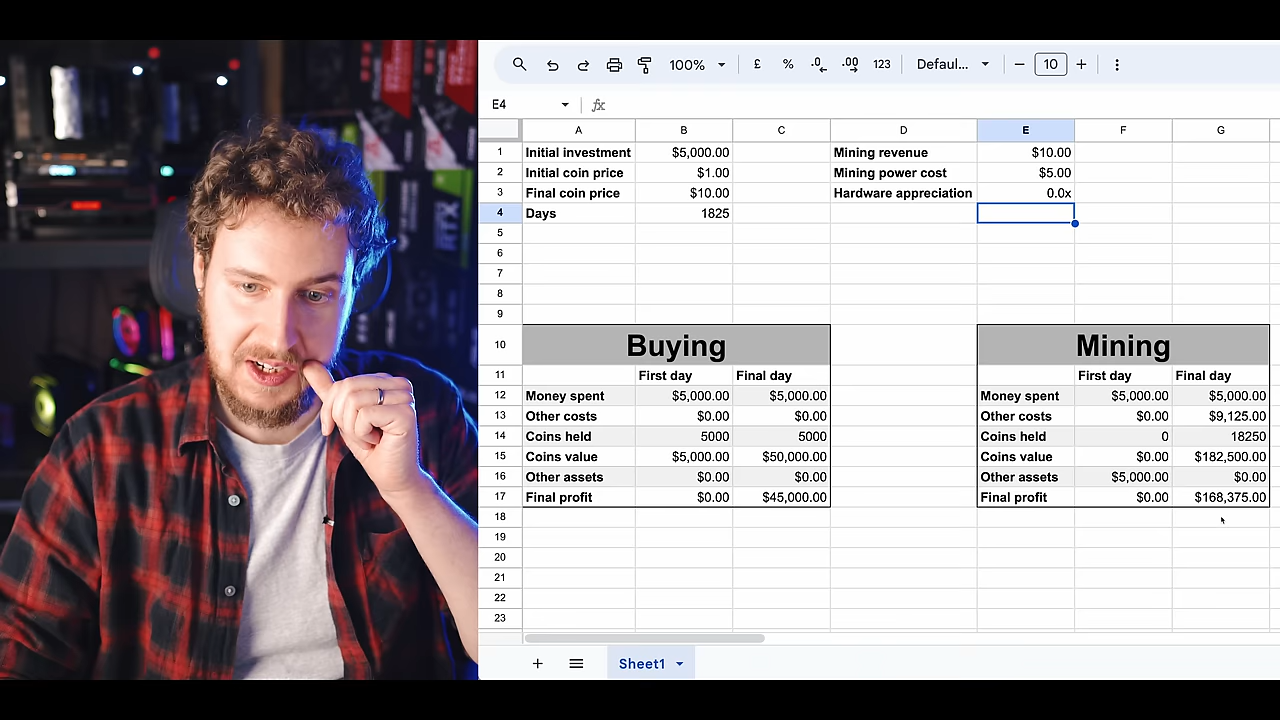 100% £ % .0 .00 123 Defaul... 10
E4 fx
A B C D E F G
1 Initial investment $5,000.00 Mining revenue $10.00
2 Initial coin price $1.00 Mining power cost $5.00
3 Final coin price $10.00 Hardware appreciation 0.0x
4 Days 1825
5
6
7
8
9
10 Buying Mining
11 First day Final day First day Final day
12 Money spent $5,000.00 $5,000.00 Money spent $5,000.00 $5,000.00
13 Other costs $0.00 $0.00 Other costs $0.00 $9,125.00
14 Coins held 5000 5000 Coins held 0 18250
15 Coins value $5,000.00 $50,000.00 Coins value $0.00 $182,500.00
16 Other assets $0.00 $0.00 Other assets $5,000.00 $0.00
17 Final profit $0.00 $45,000.00 Final profit $0.00 $168,375.00
18
19
20
21
22
23
Sheet1
RTX